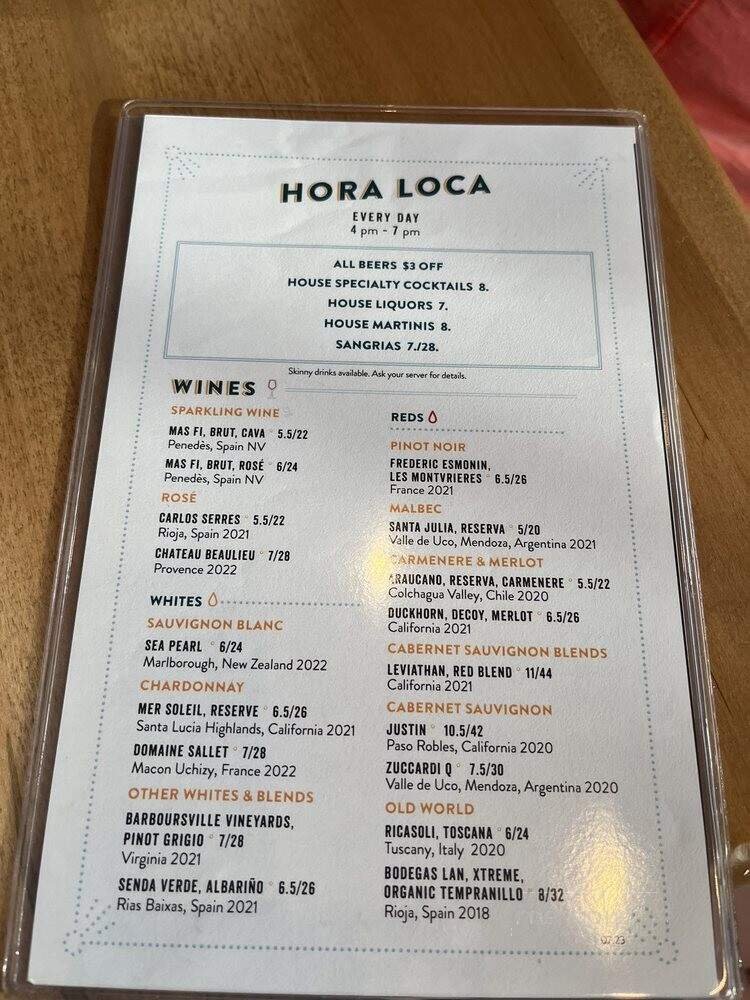 HORA LOCA
EVERY DAY
4 pm - 7 pm
ALL BEERS $3 OFF
HOUSE SPECIALTY COCKTAILS 8.
HOUSE LIQUORS 7.
HOUSE MARTINIS 8.
SANGRIAS 7./28.
Skinny drinks available. Ask your server for details.
WINES
SPARKLING WINE
MAS FI, BRUT, CAVA ° 5.5/22
Penedès, Spain NV
MAS FI, BRUT, ROSÉ ° 6/24
Penedès, Spain NV
ROSÉ
CARLOS SERRES ° 5.5/22
Rioja, Spain 2021
CHATEAU BEAULIEU ° 7/28
Provence 2022
WHITES
SAUVIGNON BLANC
SEA PEARL ° 6/24
Marlborough, New Zealand 2022
CHARDONNAY
MER SOLEIL, RESERVE ° 6.5/26
Santa Lucia Highlands, California 2021
DOMAINE SALLET ° 7/28
Macon Uchizy, France 2022
OTHER WHITES & BLENDS
BARBOURSVILLE VINEYARDS,
PINOT GRIGIO ° 7/28
Virginia 2021
SENDA VERDE, ALBARIÑO ° 6.5/26
Rias Baixas, Spain 2021
REDS
PINOT NOIR
FREDERIC ESMONIN,
LES MONTVRIERES ° 6.5/26
France 2021
MALBEC
SANTA JULIA, RESERVA ° 5/20
Valle de Uco, Mendoza, Argentina 2021
CARMENERE & MERLOT
ARAUCANO, RESERVA, CARMENERE ° 5.5/22
Colchagua Valley, Chile 2020
DUCKHORN, DECOY, MERLOT ° 6.5/26
California 2021
CABERNET SAUVIGNON BLENDS
LEVIATHAN, RED BLEND ° 11/44
California 2021
CABERNET SAUVIGNON
JUSTIN ° 10.5/42
Paso Robles, California 2020
ZUCCARDI Q ° 7.5/30
Valle de Uco, Mendoza, Argentina 2020
OLD WORLD
RICASOLI, TOSCANA ° 6/24
Tuscany, Italy 2020
BODEGAS LAN, XTREME,
ORGANIC TEMPRANILLO ° 8/32
Rioja, Spain 2018
07.23